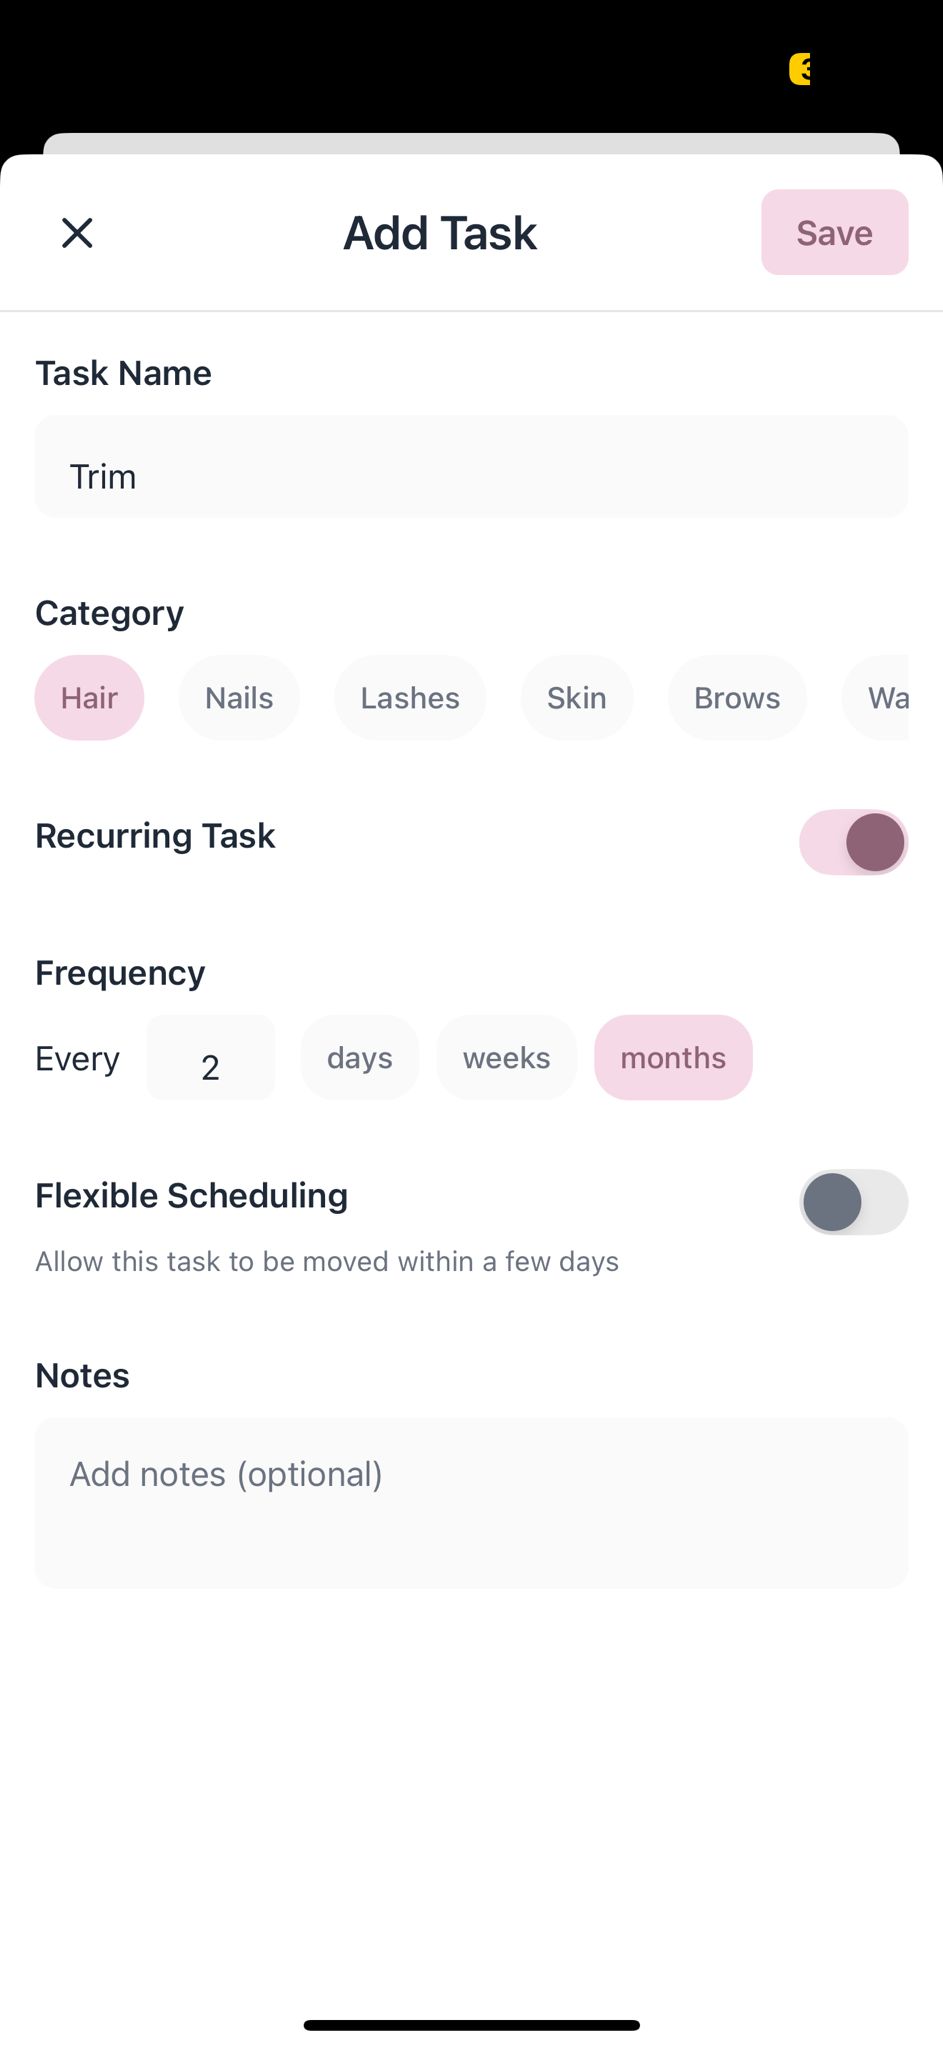 Add Task
Save
Task Name
Trim
Category
Hair Nails Lashes Skin Brows Wa
Recurring Task
Frequency
Every 2 days weeks months
Flexible Scheduling
Allow this task to be moved within a few days
Notes
Add notes (optional)